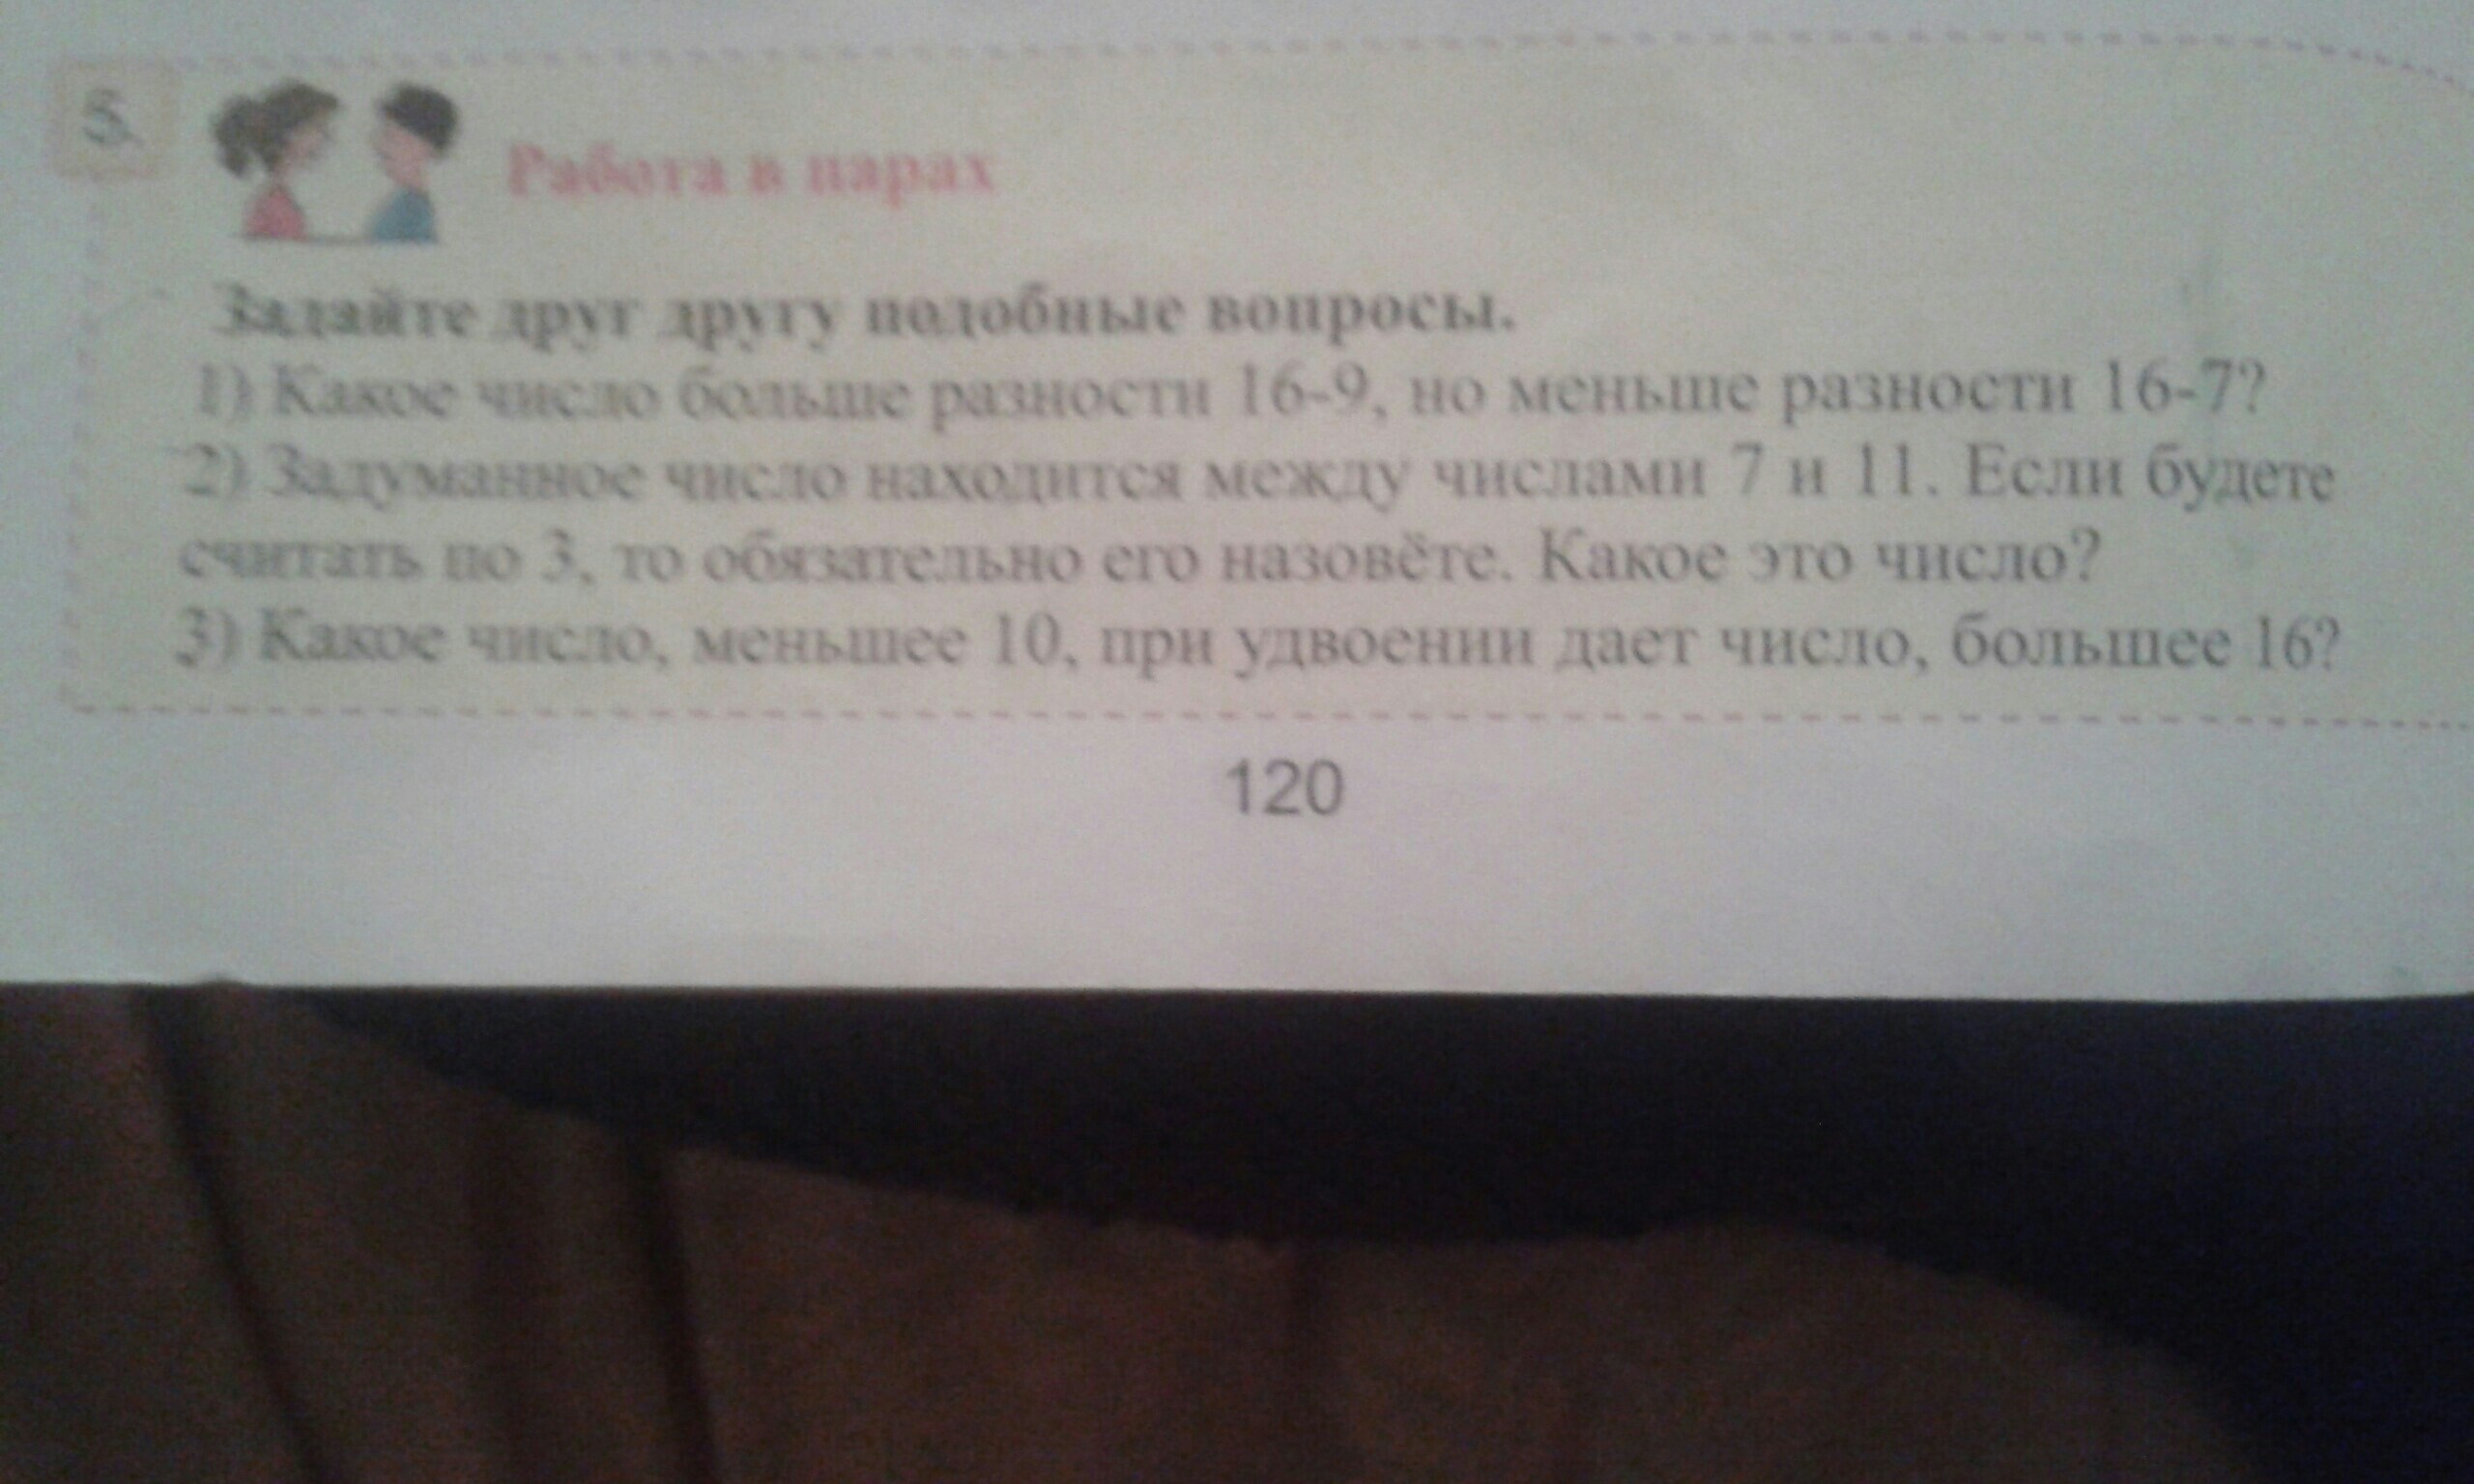 5.
Работа в парах
Задайте друг другу подобные вопросы.
1) Какое число больше разности 16-9, но меньше разности 16-7?
2) Задуманное число находится между числами 7 и 11. Если будете
считать по 3, то обязательно его назовёте. Какое это число?
3) Какое число, меньшее 10, при удвоении дает число, большее 16?
120